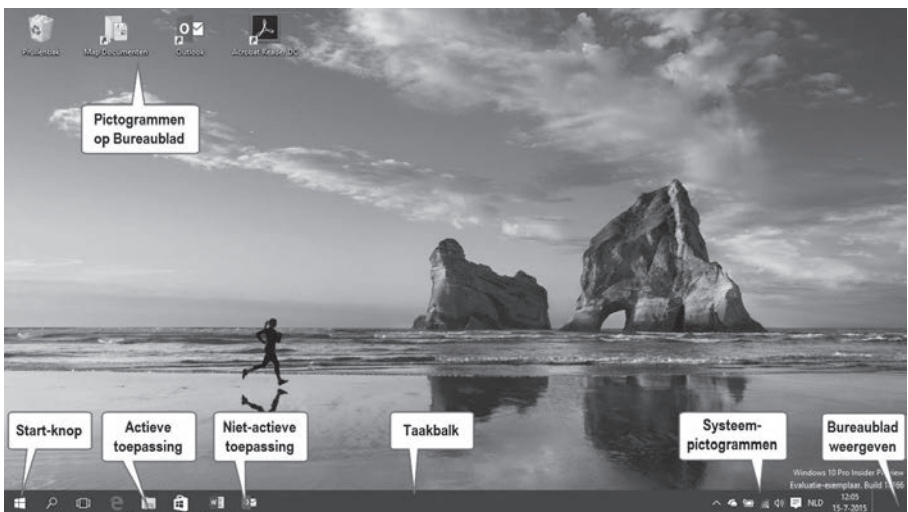 Prullenbak Map Documenten Outlook Acrobat Reader DC
Pictogrammen
op Bureaublad
Start-knop
Actieve
toepassing
Niet-actieve
toepassing
Taakbalk
Systeem-
pictogrammen
Bureaublad
weergeven
Windows 10 Pro Insider Preview
Evaluatie-exemplaar. Build
NLD
12:05
15-7-2015